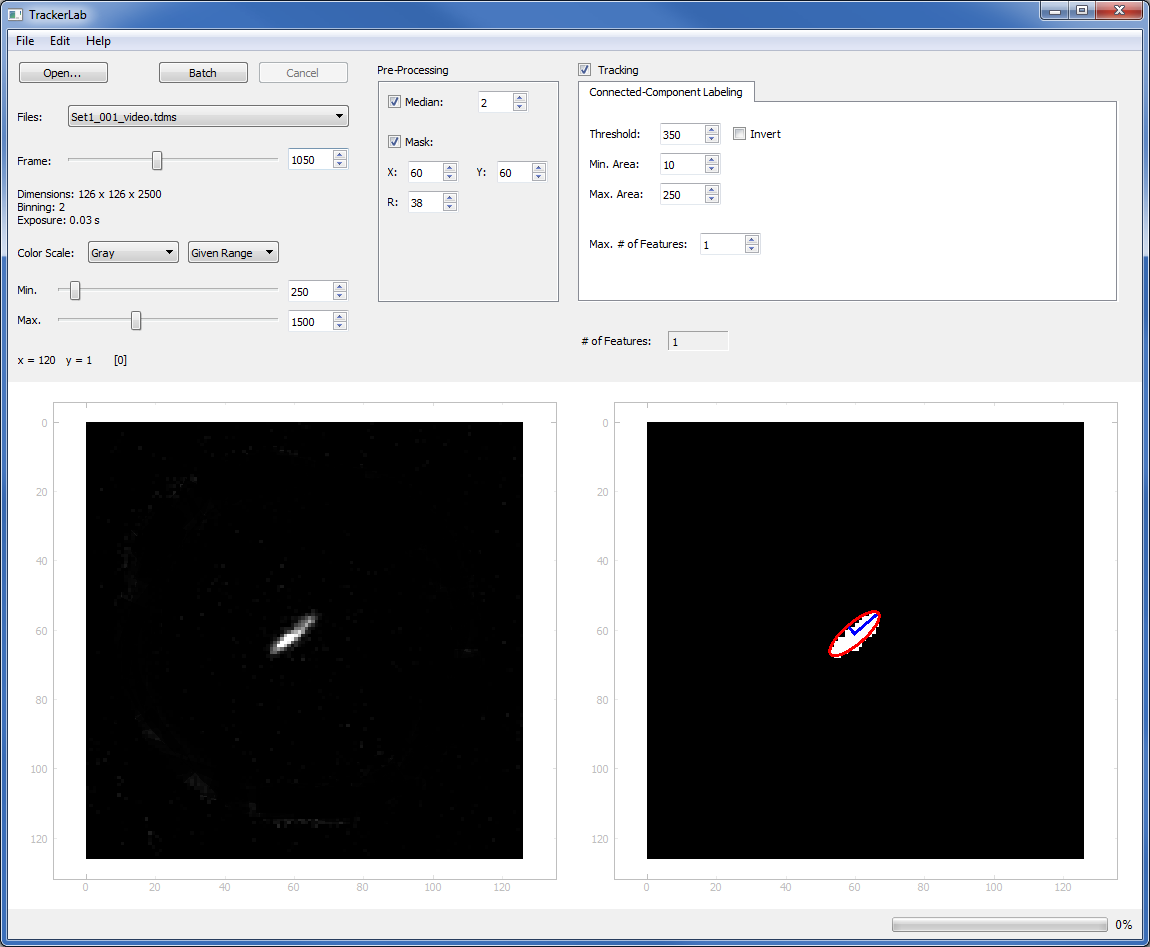 TrackerLab
File Edit Help
Open... Batch Cancel
Files: Set1_001_video.tdms
Frame: 1050
Dimensions: 126 x 126 x 2500
Binning: 2
Exposure: 0.03 s
Color Scale: Gray Given Range
Min. 250
Max. 1500
x = 120 y = 1 [0]
Pre-Processing
Median: 2
Mask:
X: 60 Y: 60
R: 38
Tracking
Connected-Component Labeling
Threshold: 350 Invert
Min. Area: 10
Max. Area: 250
Max. # of Features: 1
# of Features: 1
0
20
40
60
80
100
120
0 20 40 60 80 100 120
0
20
40
60
80
100
120
0 20 40 60 80 100 120
0%